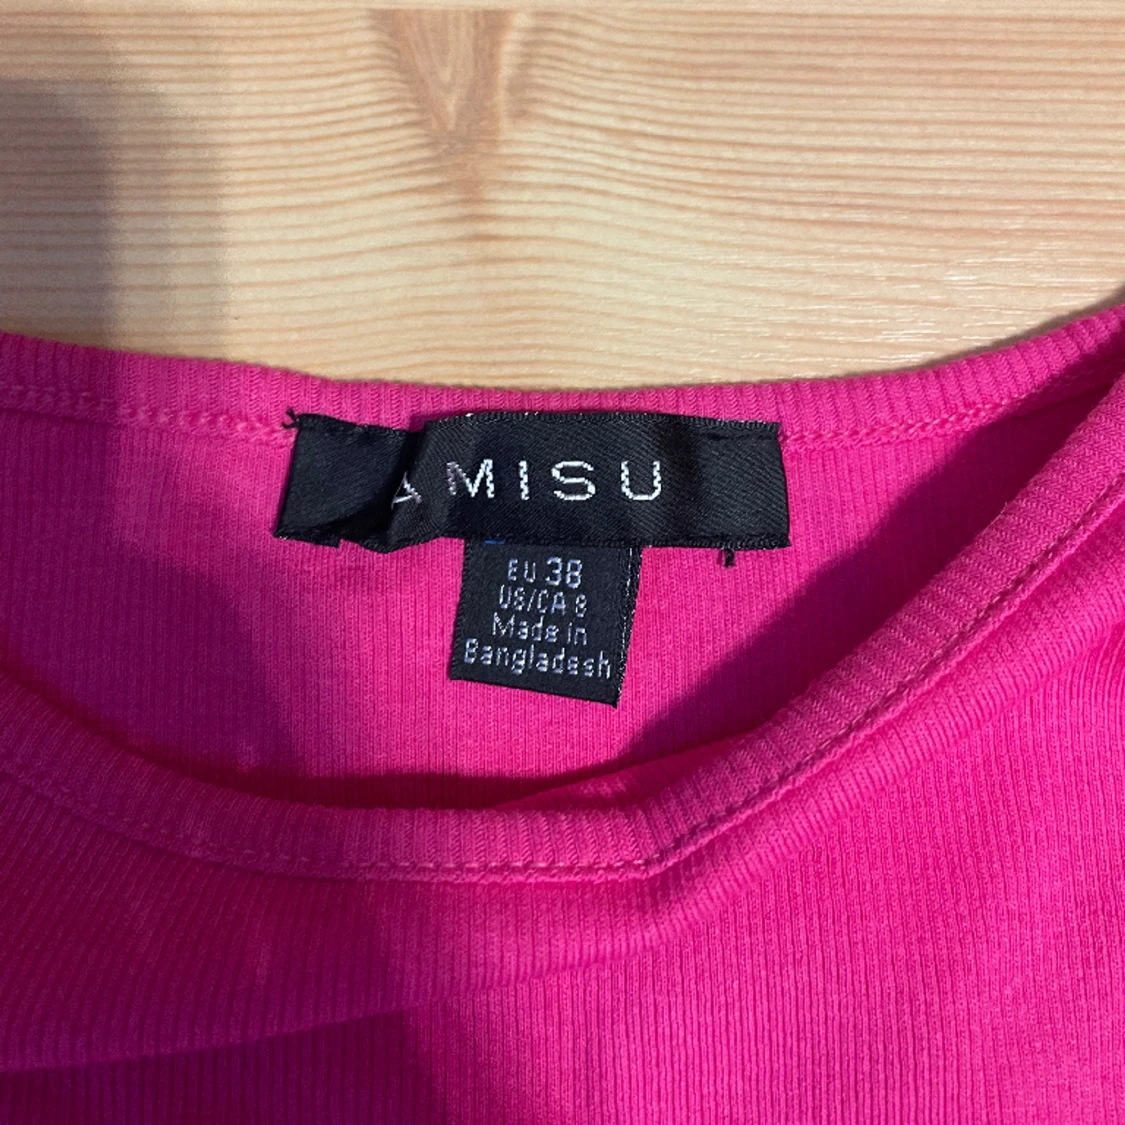 AMISU
EU 38
US/CA 8
Made in
Bangladesh